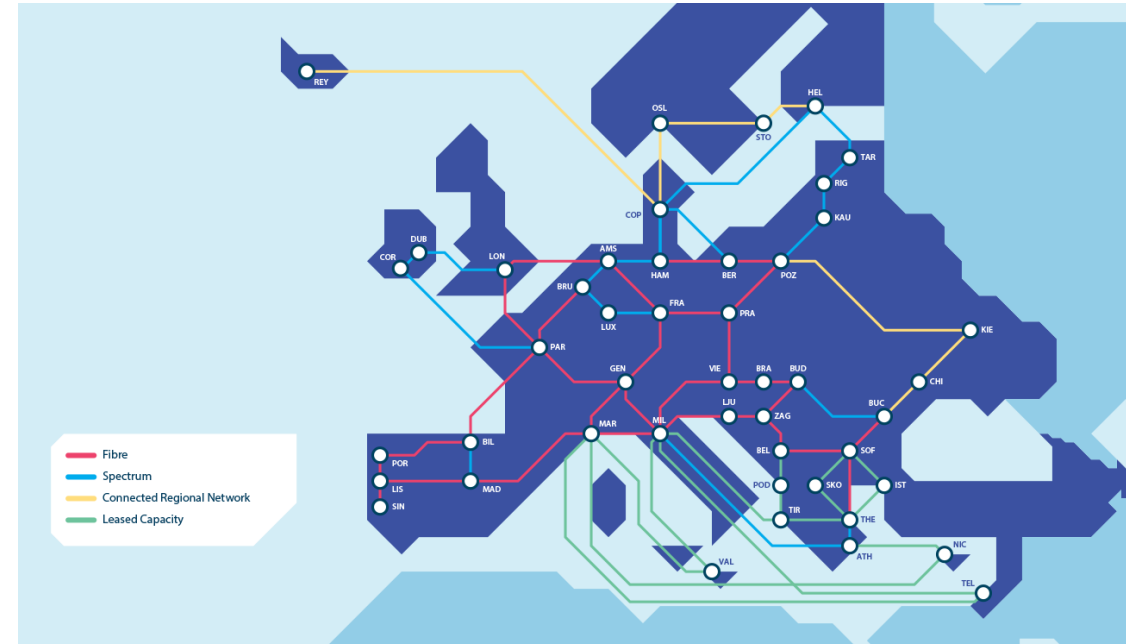 REY
HEL
OSL
STO
TAR
RIG
COP
KAU
DUB
COR
LON
AMS
HAM
BER
POZ
BRU
FRA
PRA
LUX
KIE
PAR
GEN
VIE
BRA
BUD
CHI
LJU
ZAG
BUC
MAR
MIL
BIL
BEL
SOF
POR
Fibre
Spectrum
LIS
MAD
POD
SKO
IST
Connected Regional Network
SIN
TIR
THE
Leased Capacity
ATH
NIC
VAL
TEL